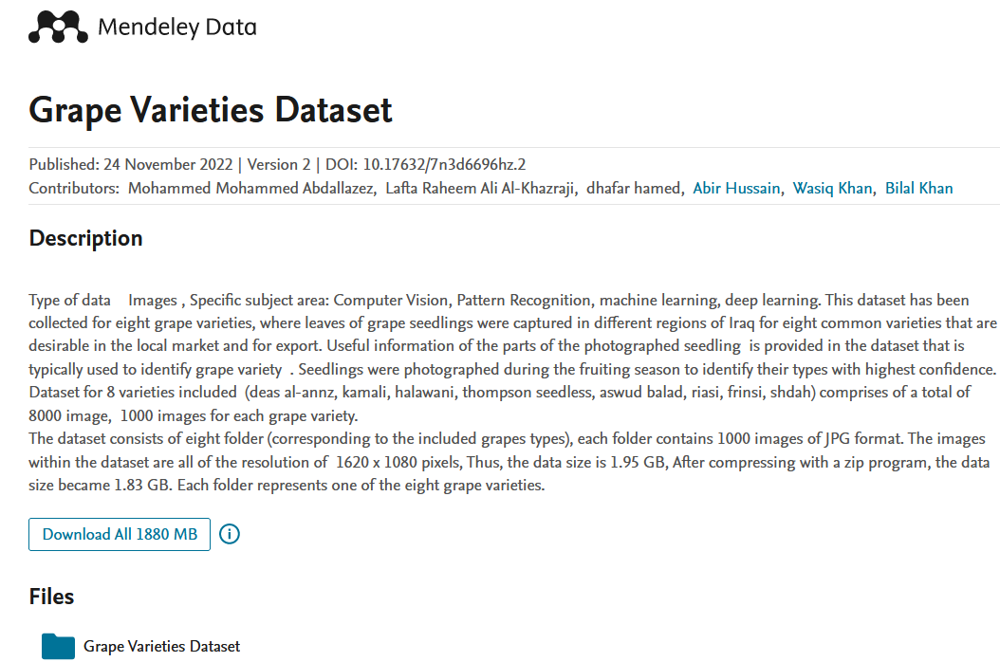 Mendeley Data
Grape Varieties Dataset
Published: 24 November 2022 | Version 2 | DOI: 10.17632/7n3d6696hz.2
Contributors: Mohammed Mohammed Abdallazez, Lafta Raheem Ali Al-Khazraji, dhafar hamed, Abir Hussain, Wasiq Khan, Bilal Khan
Description
Type of data Images , Specific subject area: Computer Vision, Pattern Recognition, machine learning, deep learning. This dataset has been
collected for eight grape varieties, where leaves of grape seedlings were captured in different regions of Iraq for eight common varieties that are
desirable in the local market and for export. Useful information of the parts of the photographed seedling is provided in the dataset that is
typically used to identify grape variety . Seedlings were photographed during the fruiting season to identify their types with highest confidence.
Dataset for 8 varieties included (deas al-annz, kamali, halawani, thompson seedless, aswud balad, riasi, frinsi, shdah) comprises of a total of
8000 image, 1000 images for each grape variety.
The dataset consists of eight folder (corresponding to the included grapes types), each folder contains 1000 images of JPG format. The images
within the dataset are all of the resolution of 1620 x 1080 pixels, Thus, the data size is 1.95 GB, After compressing with a zip program, the data
size became 1.83 GB. Each folder represents one of the eight grape varieties.
Download All 1880 MB
Files
Grape Varieties Dataset